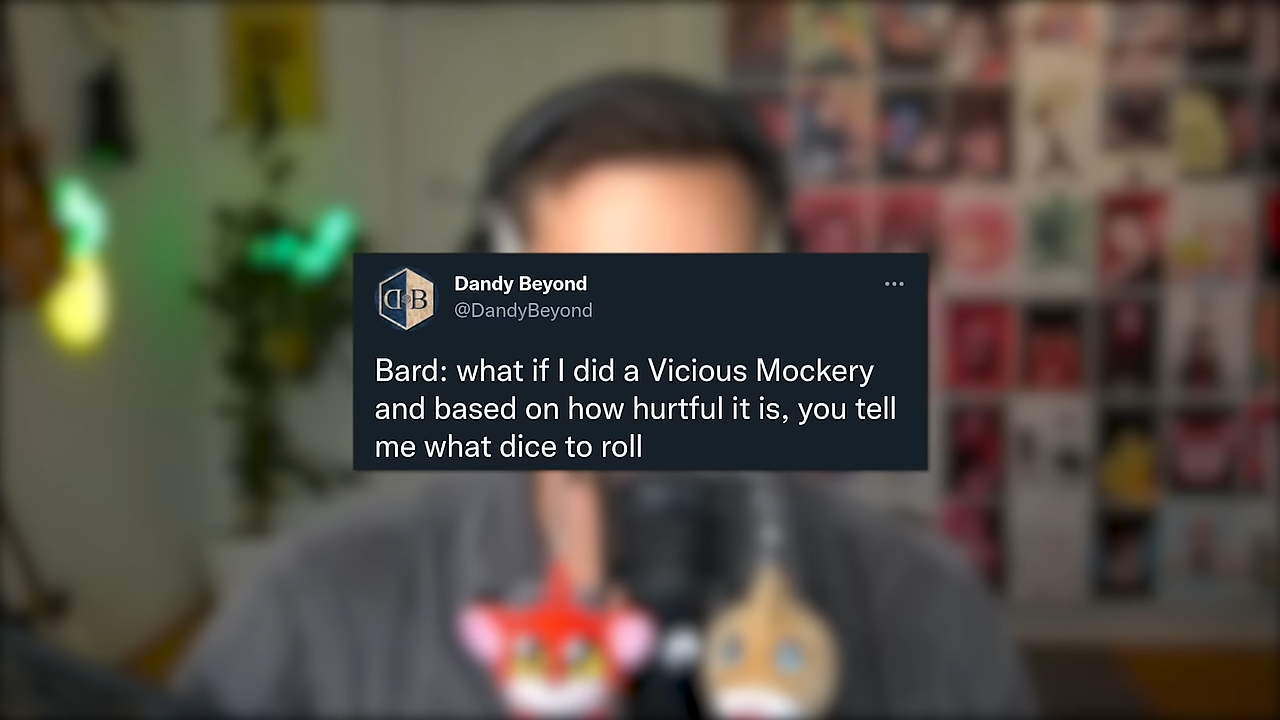 Dandy Beyond
@DandyBeyond
Bard: what if I did a Vicious Mockery
and based on how hurtful it is, you tell
me what dice to roll